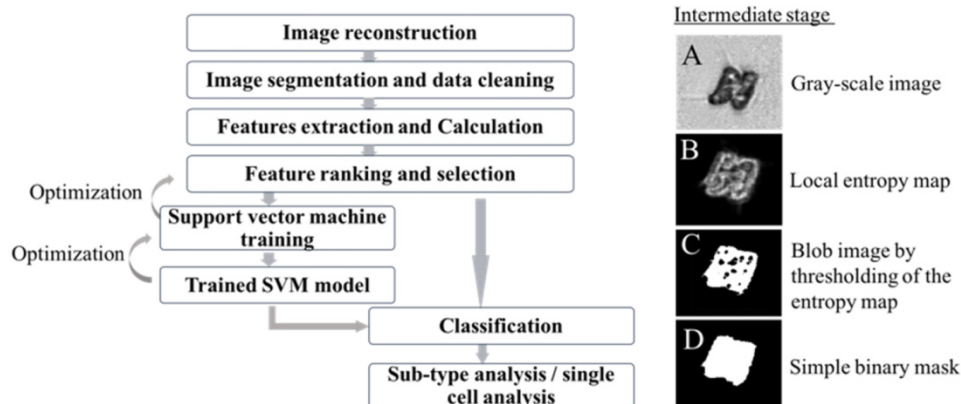 Image reconstruction
Image segmentation and data cleaning
Features extraction and Calculation
Feature ranking and selection
Optimization
Support vector machine
training
Optimization
Trained SVM model
Classification
Sub-type analysis / single
cell analysis
Intermediate stage
A
Gray-scale image
B
Local entropy map
C
Blob image by
thresholding of the
entropy map
D
Simple binary mask